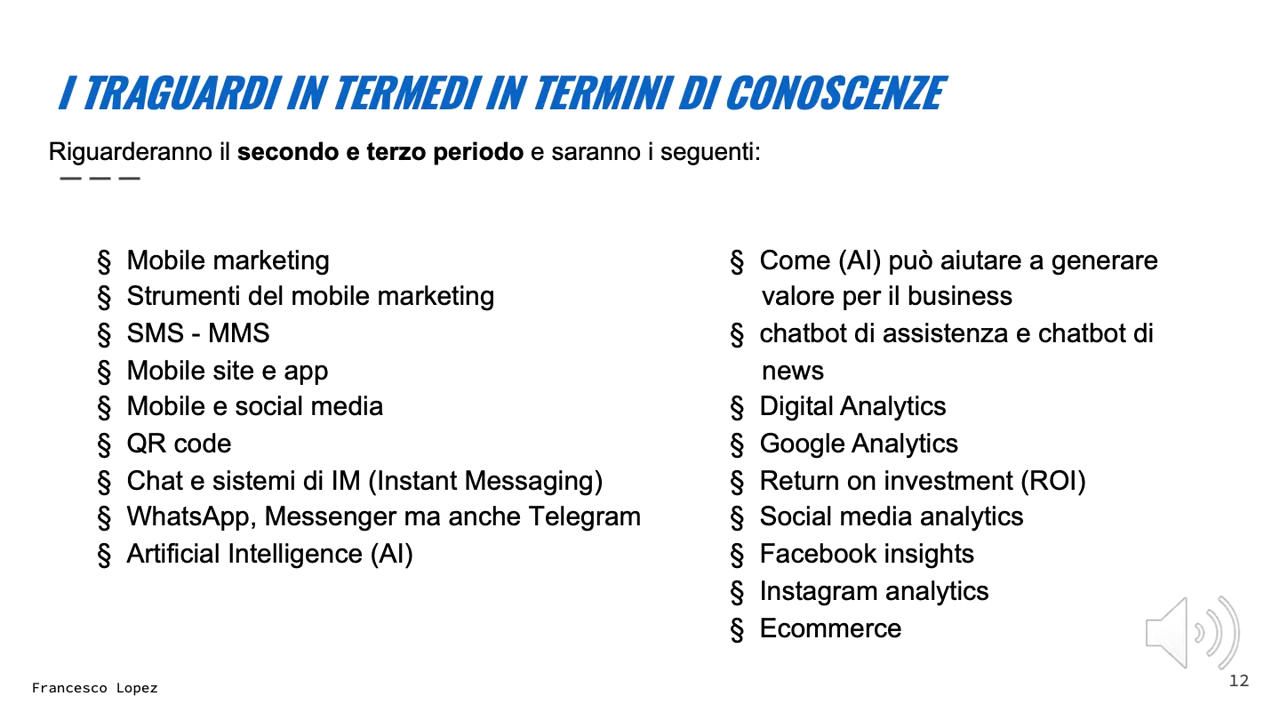 I TRAGUARDI IN TERMEDI IN TERMINI DI CONOSCENZE
Riguarderanno il secondo e terzo periodo e saranno i seguenti:
§ Mobile marketing
§ Strumenti del mobile marketing
§ SMS - MMS
§ Mobile site e app
§ Mobile e social media
§ QR code
§ Chat e sistemi di IM (Instant Messaging)
§ WhatsApp, Messenger ma anche Telegram
§ Artificial Intelligence (AI)
§ Come (AI) può aiutare a generare
valore per il business
§ chatbot di assistenza e chatbot di
news
§ Digital Analytics
§ Google Analytics
§ Return on investment (ROI)
§ Social media analytics
§ Facebook insights
§ Instagram analytics
§ Ecommerce
Francesco Lopez
12